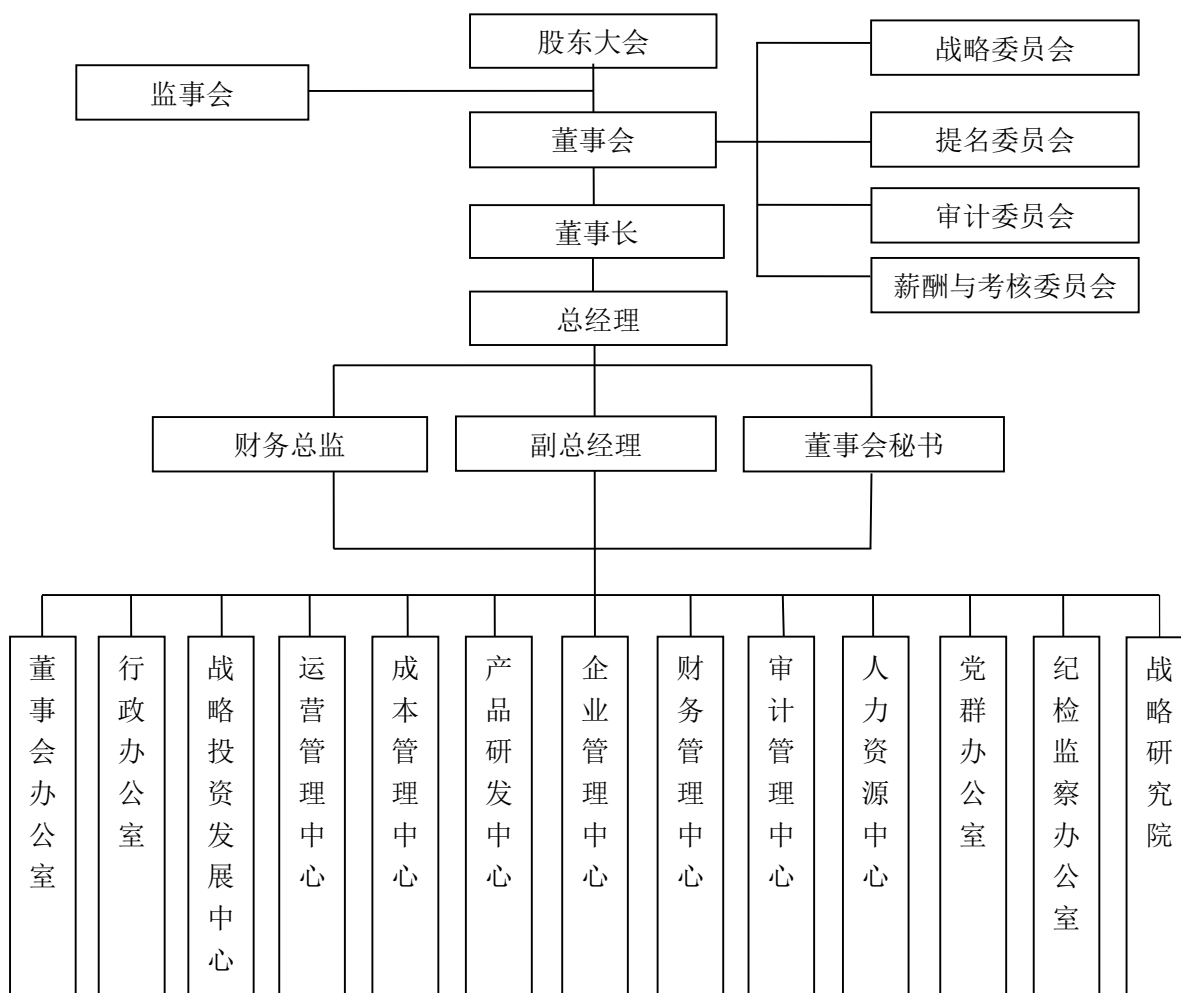 股东大会
战略委员会
监事会
董事会
提名委员会
董事长
审计委员会
总经理
薪酬与考核委员会
财务总监
副总经理
董事会秘书
董事会办公室
行政办公室
战略投资发展中心
运营管理中心
成本管理中心
产品研发中心
企业管理中心
财务管理中心
审计管理中心
人力资源中心
党群办公室
纪检监察办公室
战略研究院